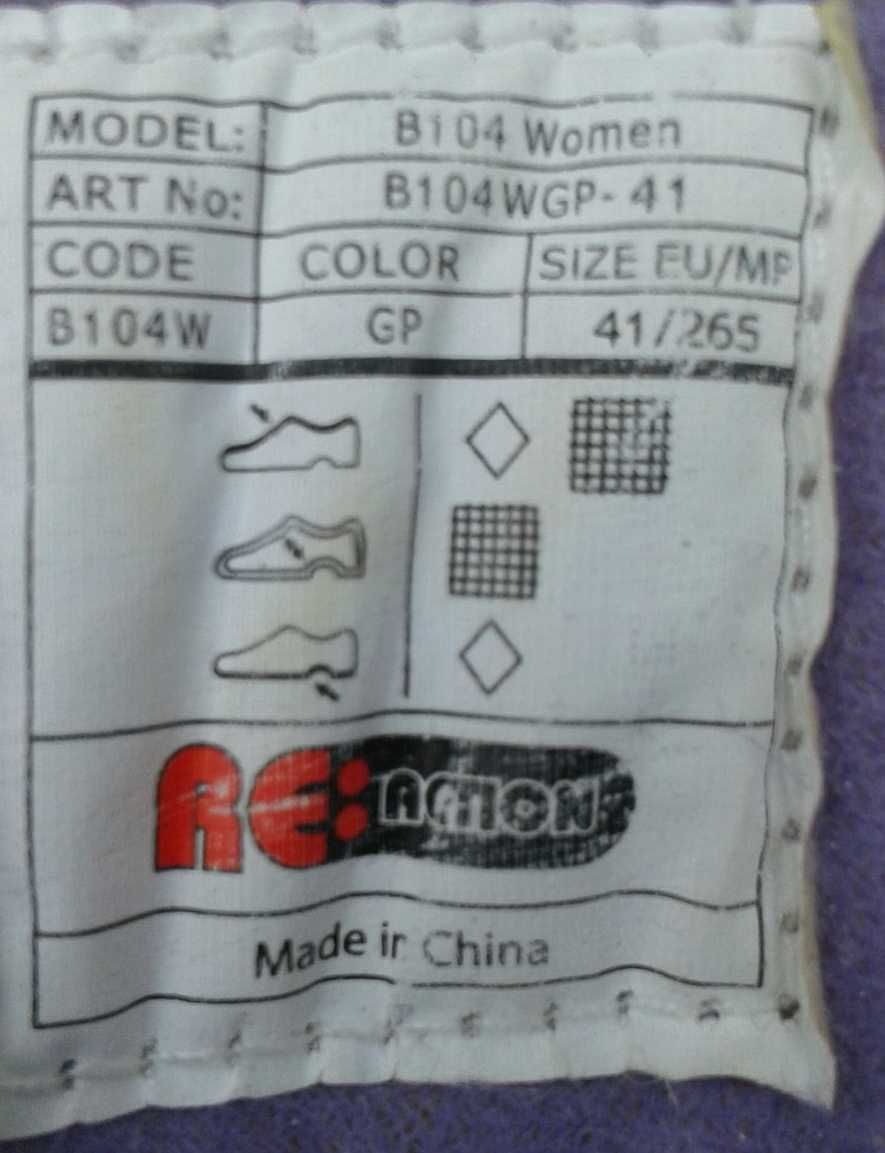 MODEL: B104 Women
ART No: B104WGP-41
CODE COLOR SIZE EU/MP
B104W GP 41/265
RE:ACTION
Made in China